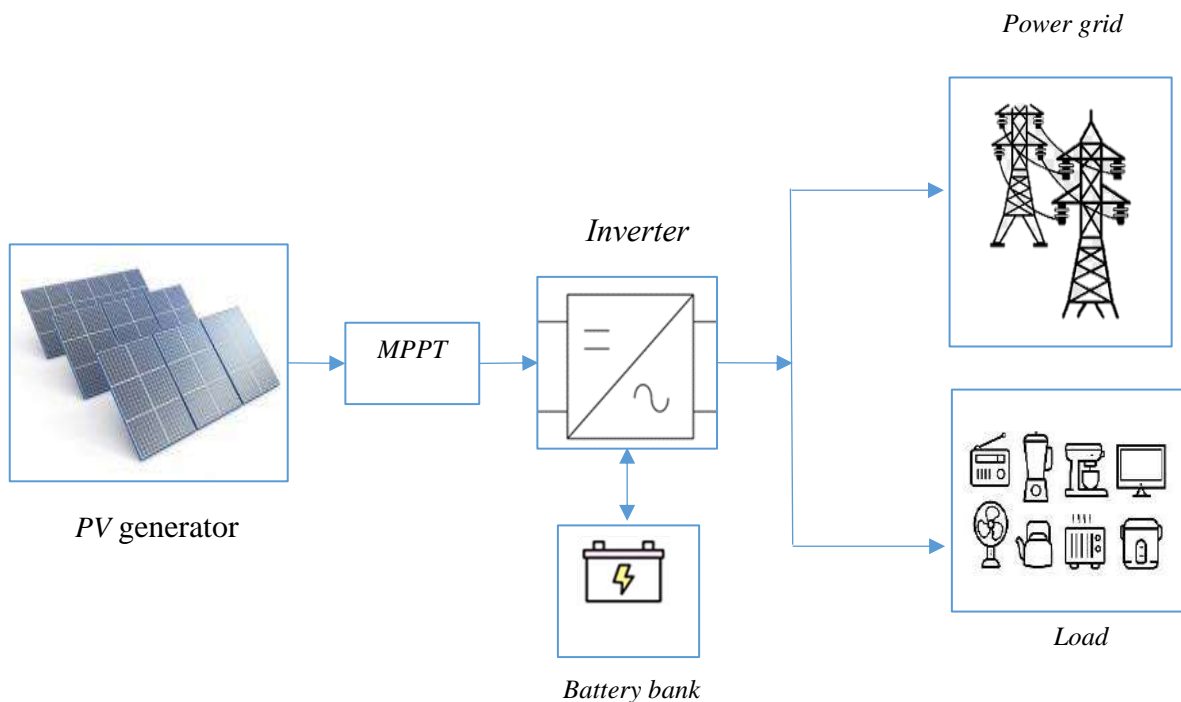 Power grid
Inverter
MPPT
PV generator
Load
Battery bank